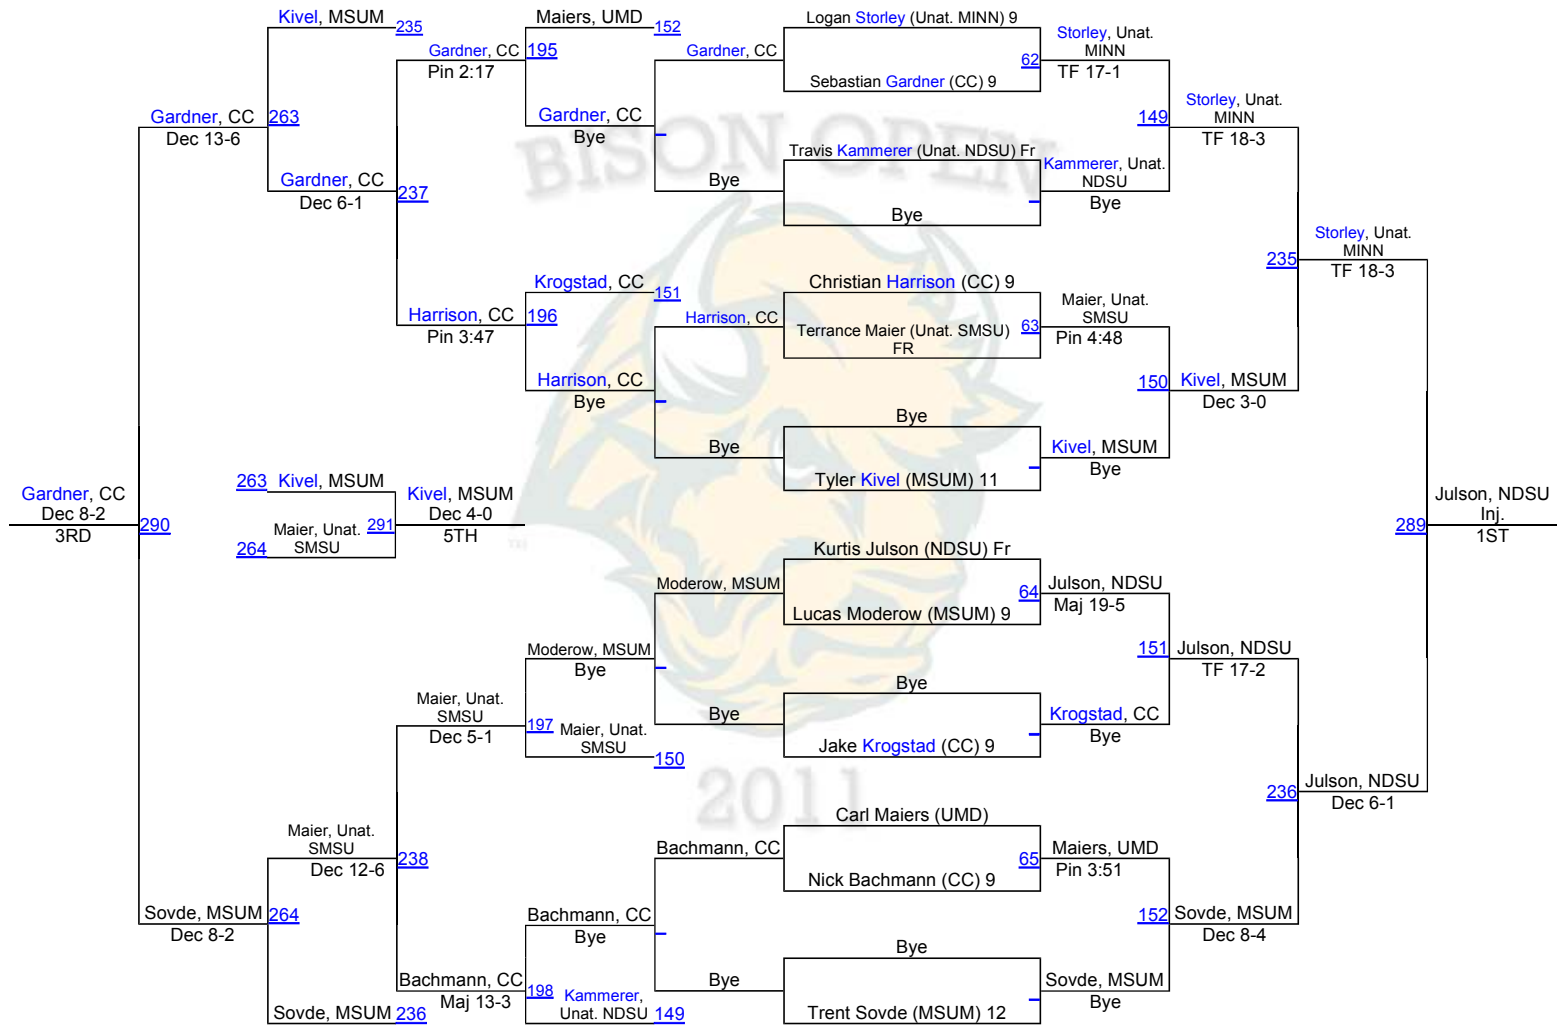 Kivel, MSUM
235
Maiers, UMD
152
Logan Storley (Unat. MINN) 9
Storley, Unat.
MINN
TF 17-1
62
Gardner, CC
Pin 2:17
195
Gardner, CC
Sebastian Gardner (CC) 9
Gardner, CC
Dec 13-6
263
Gardner, CC
Bye
BISON OPEN
149
Storley, Unat.
MINN
TF 18-3
Travis Kammerer (Unat. NDSU) Fr
Kammerer, Unat.
NDSU
Bye
Gardner, CC
Dec 6-1
237
Bye
Bye
235
Storley, Unat.
MINN
TF 18-3
Krogstad, CC
151
Christian Harrison (CC) 9
Harrison, CC
Pin 3:47
196
Harrison, CC
Terrance Maier (Unat. SMSU)
FR
63
Maier, Unat.
SMSU
Pin 4:48
Harrison, CC
Bye
150
Kivel, MSUM
Dec 3-0
Bye
Bye
Kivel, MSUM
Bye
Tyler Kivel (MSUM) 11
Gardner, CC
Dec 8-2
3RD
290
263
Kivel, MSUM
Maier, Unat.
SMSU
264
291
Kivel, MSUM
Dec 4-0
5TH
289
Julson, NDSU
Inj.
1ST
TM
Kurtis Julson (NDSU) Fr
Moderow, MSUM
64
Julson, NDSU
Maj 19-5
Lucas Moderow (MSUM) 9
Moderow, MSUM
Bye
151
Julson, NDSU
TF 17-2
Bye
Maier, Unat.
SMSU
Dec 5-1
197
Maier, Unat.
SMSU
150
Bye
Krogstad, CC
Bye
Jake Krogstad (CC) 9
2011
236
Julson, NDSU
Dec 6-1
Carl Maiers (UMD)
Maier, Unat.
SMSU
Dec 12-6
238
Bachmann, CC
65
Maiers, UMD
Pin 3:51
Nick Bachmann (CC) 9
Sovde, MSUM
Dec 8-2
264
Bachmann, CC
Bye
152
Sovde, MSUM
Dec 8-4
Bye
Bachmann, CC
Maj 13-3
198
Kammerer,
Unat. NDSU
149
Bye
Sovde, MSUM
Bye
Trent Sovde (MSUM) 12
Sovde, MSUM
236